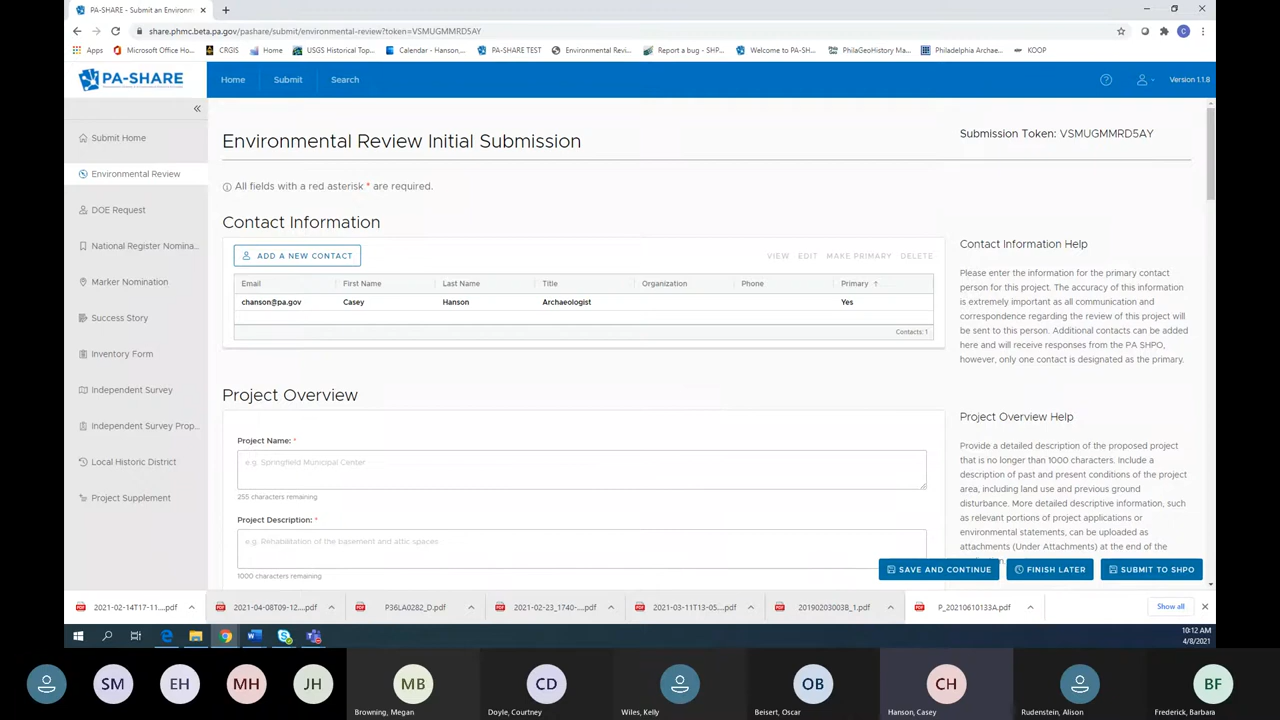 PA-SHARE - Submit an Environm
share.phmc.beta.pa.gov/pashare/submit/environmental-review?token=VSMUGMMRD5AY
Apps
Microsoft Office Ho...
CRGIS
Home
USGS Historical Top...
Calendar - Hanson,...
PA-SHARE TEST
Environmental Revi...
Report a bug - SHP...
Welcome to PA-SH...
PhilaGeoHistory Ma...
Philadelphia Archae...
KOOP
PA-SHARE
Home
Submit
Search
Version 1.1.8
Submit Home
Environmental Review
DOE Request
National Register Nomina...
Marker Nomination
Success Story
Inventory Form
Independent Survey
Independent Survey Prop...
Local Historic District
Project Supplement
Environmental Review Initial Submission
Submission Token: VSMUGMMRD5AY
All fields with a red asterisk * are required.
Contact Information
ADD A NEW CONTACT
VIEW EDIT MAKE PRIMARY DELETE
Email First Name Last Name Title Organization Phone Primary ↑
chanson@pa.gov Casey Hanson Archaeologist Yes
Contacts: 1
Contact Information Help
Please enter the information for the primary contact
person for this project. The accuracy of this information
is extremely important as all communication and
correspondence regarding the review of this project will
be sent to this person. Additional contacts can be added
here and will receive responses from the PA SHPO,
however, only one contact is designated as the primary.
Project Overview
Project Name: *
e.g. Springfield Municipal Center
255 characters remaining
Project Description: *
e.g. Rehabilitation of the basement and attic spaces
1000 characters remaining
Project Overview Help
Provide a detailed description of the proposed project
that is no longer than 1000 characters. Include a
description of past and present conditions of the project
area, including land use and previous ground
disturbance. More detailed descriptive information, such
as relevant portions of project applications or
environmental statements, can be uploaded as
attachments (Under Attachments) at the end of the
SAVE AND CONTINUE
FINISH LATER
SUBMIT TO SHPO
2021-02-14T17-11....pdf
2021-04-08T09-12....pdf
P36LA0282_D.pdf
2021-02-23_1740-....pdf
2021-03-11T13-05....pdf
201902030038_1.pdf
P_20210610133A.pdf
Show all
10:12 AM
4/8/2021
SM
EH
MH
JH
MB
Browning, Megan
CD
Doyle, Courtney
Wiles, Kelly
OB
Beisert, Oscar
CH
Hanson, Casey
Rudenstein, Alison
BF
Frederick, Barbara